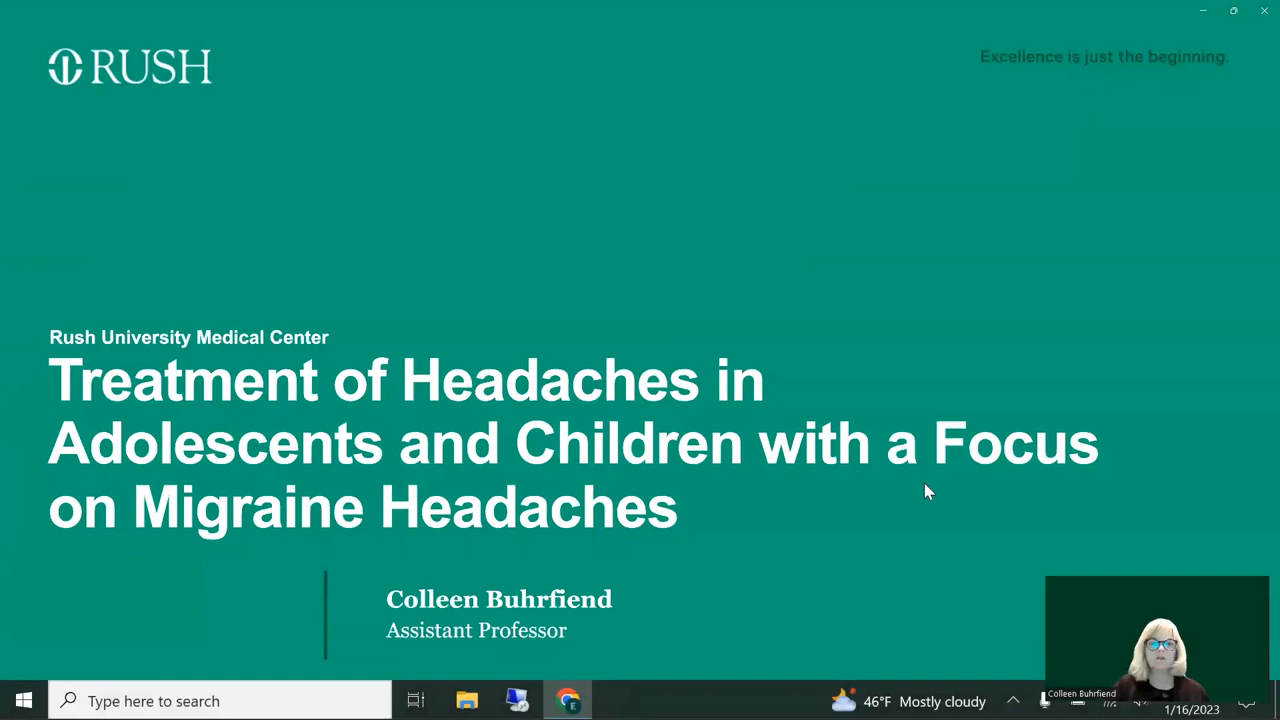 RUSH
Excellence is just the beginning.
Rush University Medical Center
Treatment of Headaches in
Adolescents and Children with a Focus
on Migraine Headaches
Colleen Buhrfiend
Assistant Professor
Colleen Buhrfiend
Type here to search
46°F Mostly cloudy
1/16/2023